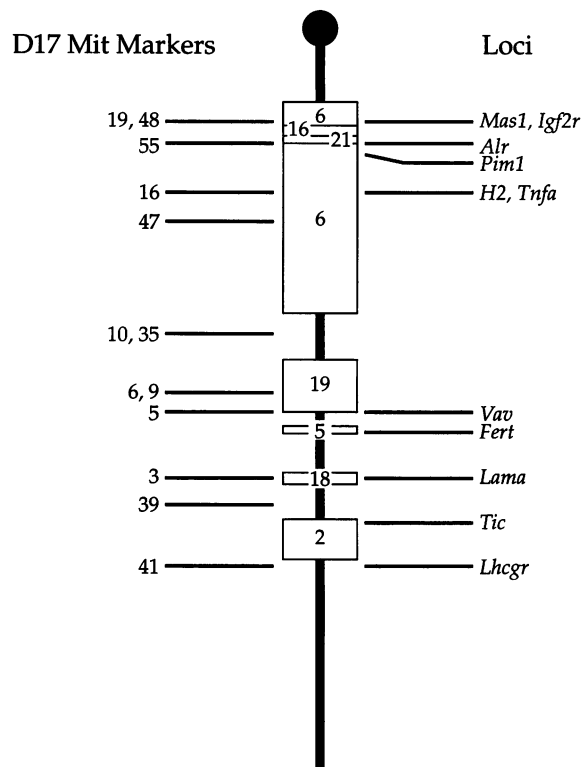 D17 Mit Markers Loci
19, 48 6 Mas1, Igf2r
16
55 21 Alr
Pim1
16 H2, Tnfa
47 6
10, 35
19
6, 9
5 Vav
5 Fert
3 18 Lama
39
Tic
2
41 Lhcgr